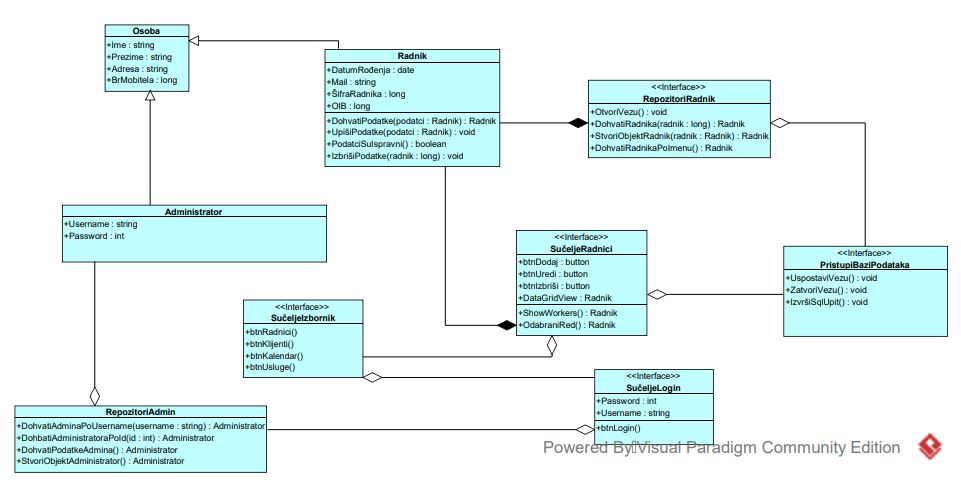 Osoba
+Ime : string
+Prezime : string
+Adresa : string
+BrMobitela : long
Radnik
+DatumRođenja : date
+Mail : string
+ŠifraRadnika : long
+OIB : long
+DohvatiPodatke(podatci : Radnik) : Radnik
+UpišiPodatke(podatci : Radnik) : void
+PodatciSuIspravni() : boolean
+IzbrišiPodatke(radnik : long) : void
<<Interface>>
RepozitoriRadnik
+OtvoriVezu() : void
+DohvatiRadnika(radnik : long) : Radnik
+StvoriObjektRadnik(radnik : Radnik) : Radnik
+DohvatiRadnikaPoImenu() : Radnik
Administrator
+Username : string
+Password : int
<<Interface>>
SučeljeRadnici
+btnDodaj : button
+btnUredi : button
+btnIzbriši : button
+DataGridView : Radnik
+ShowWorkers() : Radnik
+OdabraniRed() : Radnik
<<Interface>>
PristupiBaziPodataka
+UspostaviVezu() : void
+ZatvoriVezu() : void
+IzvršiSqlUpit() : void
<<Interface>>
SučeljeIzbornik
+btnRadnici()
+btnKlijenti()
+btnKalendar()
+btnUsluge()
<<Interface>>
SučeljeLogin
+Password : int
+Username : string
+btnLogin()
RepozitoriAdmin
+DohvatiAdminaPoUsername(username : string) : Administrator
+DohbatiAdministratoraPoId(id : int) : Administrator
+DohvatiPodatkeAdmina() : Administrator
+StvoriObjektAdministrator() : Administrator
Powered By▯Visual Paradigm Community Edition